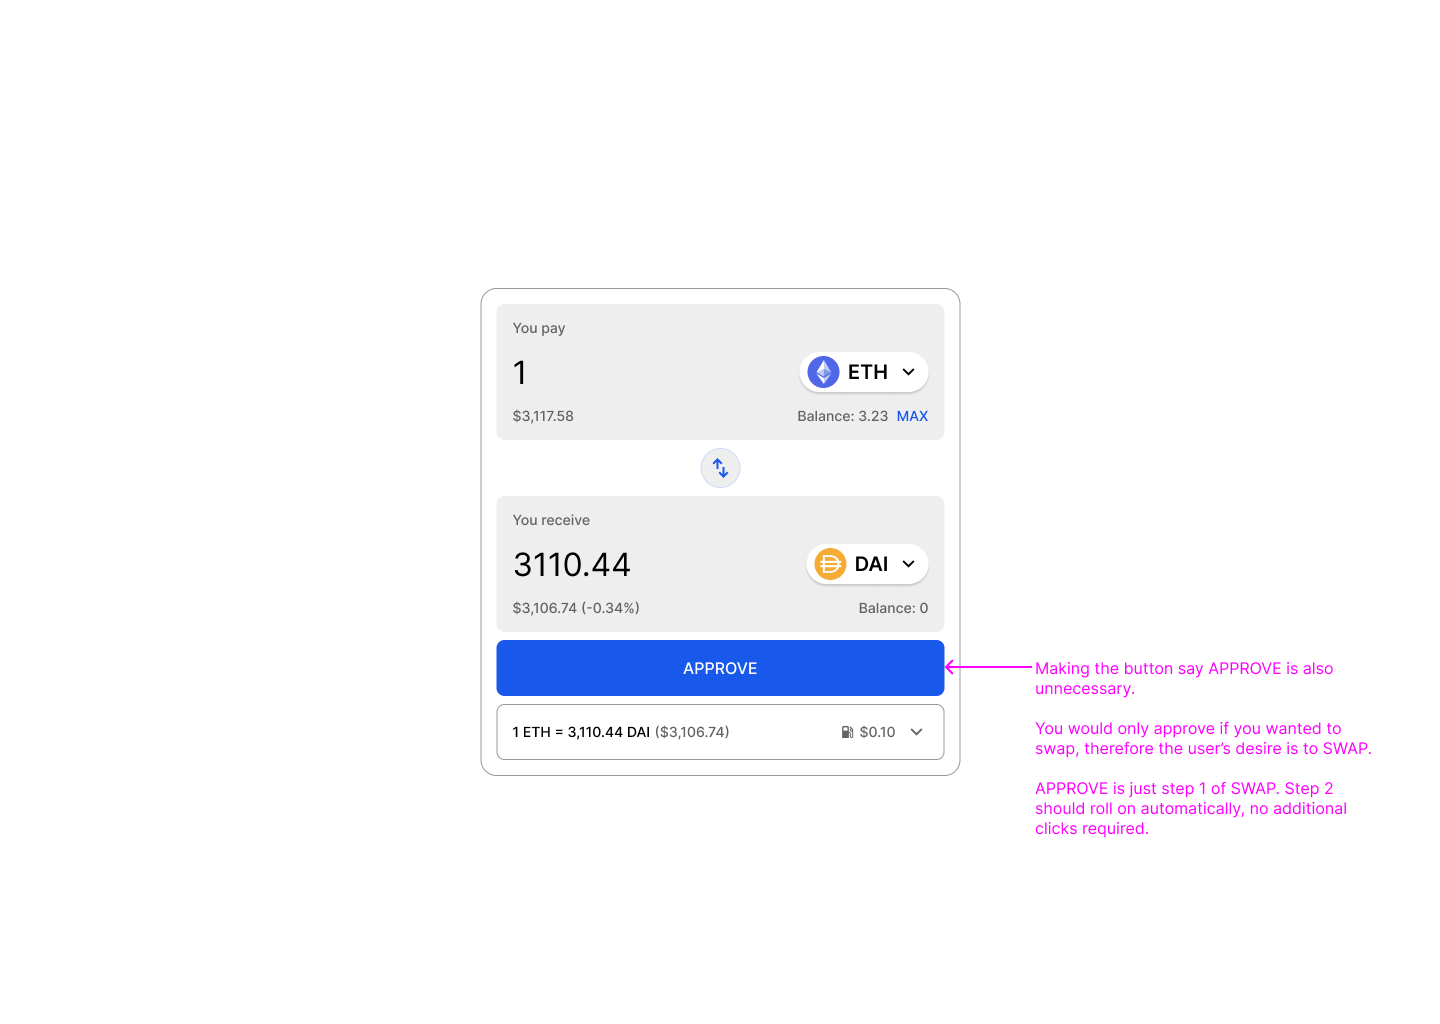 You pay
1
ETH
$3,117.58
Balance: 3.23 MAX
You receive
3110.44
DAI
$3,106.74 (-0.34%)
Balance: 0
APPROVE
1 ETH = 3,110.44 DAI ($3,106.74)
$0.10
Making the button say APPROVE is also
unnecessary.
You would only approve if you wanted to
swap, therefore the user’s desire is to SWAP.
APPROVE is just step 1 of SWAP. Step 2
should roll on automatically, no additional
clicks required.